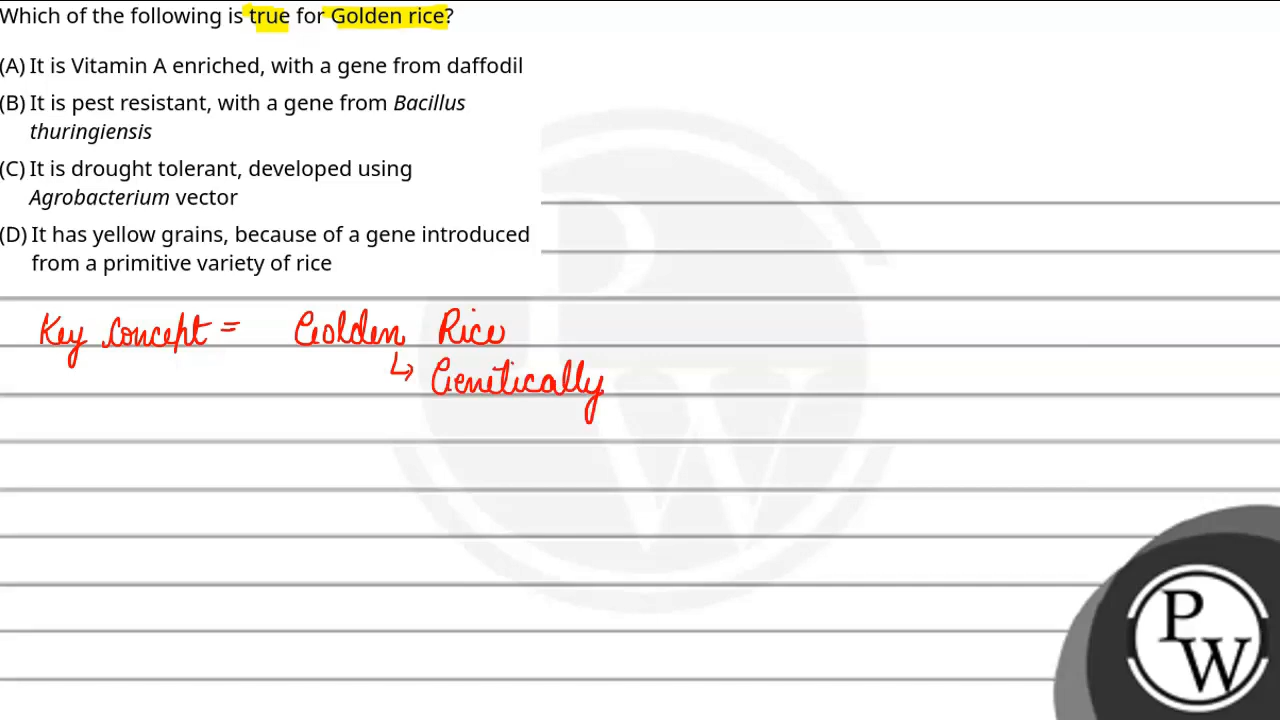 Which of the following is true for Golden rice?
(A) It is Vitamin A enriched, with a gene from daffodil
(B) It is pest resistant, with a gene from Bacillus
thuringiensis
(C) It is drought tolerant, developed using
Agrobacterium vector
(D) It has yellow grains, because of a gene introduced
from a primitive variety of rice
Key concept = Golden Rice
↳ Genetically
P
W
P
W